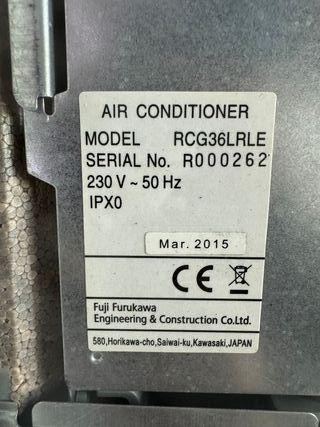 AIR CONDITIONER
MODEL RCG36LRLE
SERIAL No. R000262
230 V ~ 50 Hz
IPX0
Mar. 2015
CE
Fuji Furukawa
Engineering & Construction Co.Ltd.
580,Horikawa-cho,Saiwai-ku,Kawasaki,JAPAN